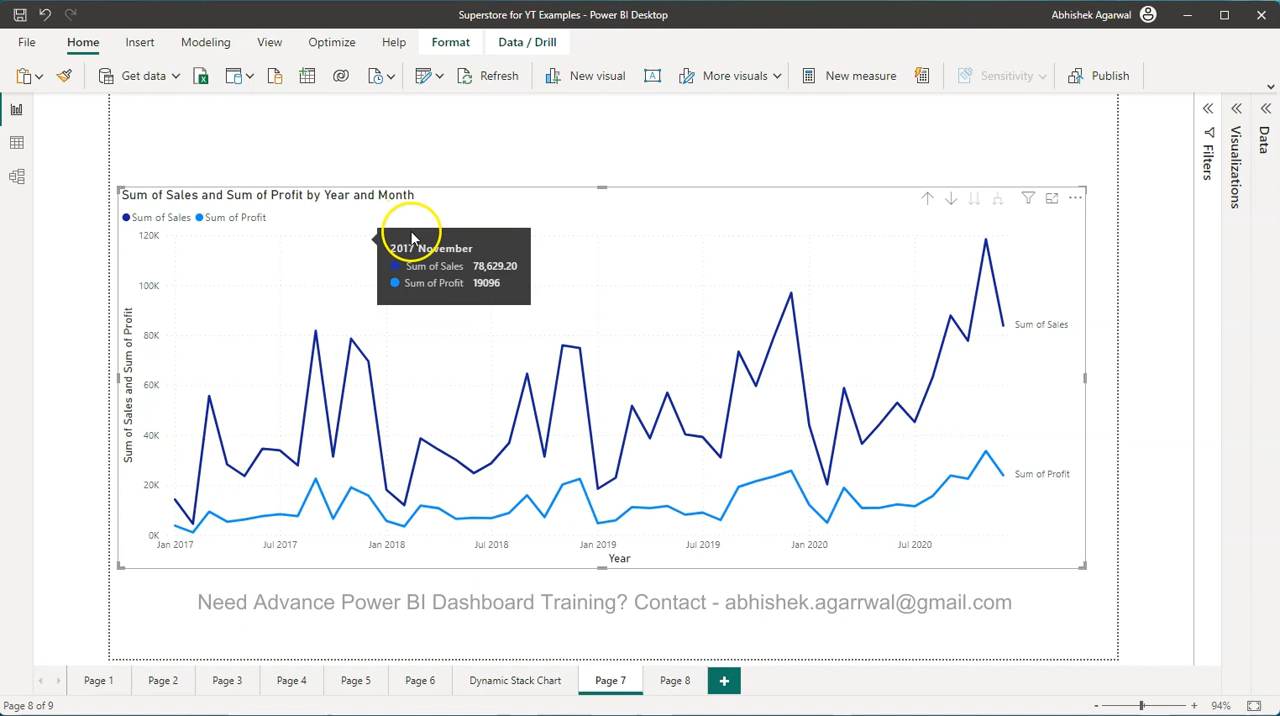 Superstore for YT Examples - Power BI Desktop
Abhishek Agarwal
File Home Insert Modeling View Optimize Help Format Data / Drill
Get data Refresh New visual More visuals New measure Sensitivity Publish
Sum of Sales and Sum of Profit by Year and Month
Sum of Sales Sum of Profit
2017 November
Sum of Sales 78,629.20
Sum of Profit 19096
120K
100K
80K
60K
40K
20K
0K
Sum of Sales and Sum of Profit
Sum of Sales
Sum of Profit
Jan 2017 Jul 2017 Jan 2018 Jul 2018 Jan 2019 Jul 2019 Jan 2020 Jul 2020
Year
Filters
Visualizations
Data
Need Advance Power BI Dashboard Training? Contact - abhishek.agarrwal@gmail.com
Page 1 Page 2 Page 3 Page 4 Page 5 Page 6 Dynamic Stack Chart Page 7 Page 8
Page 8 of 9
94%